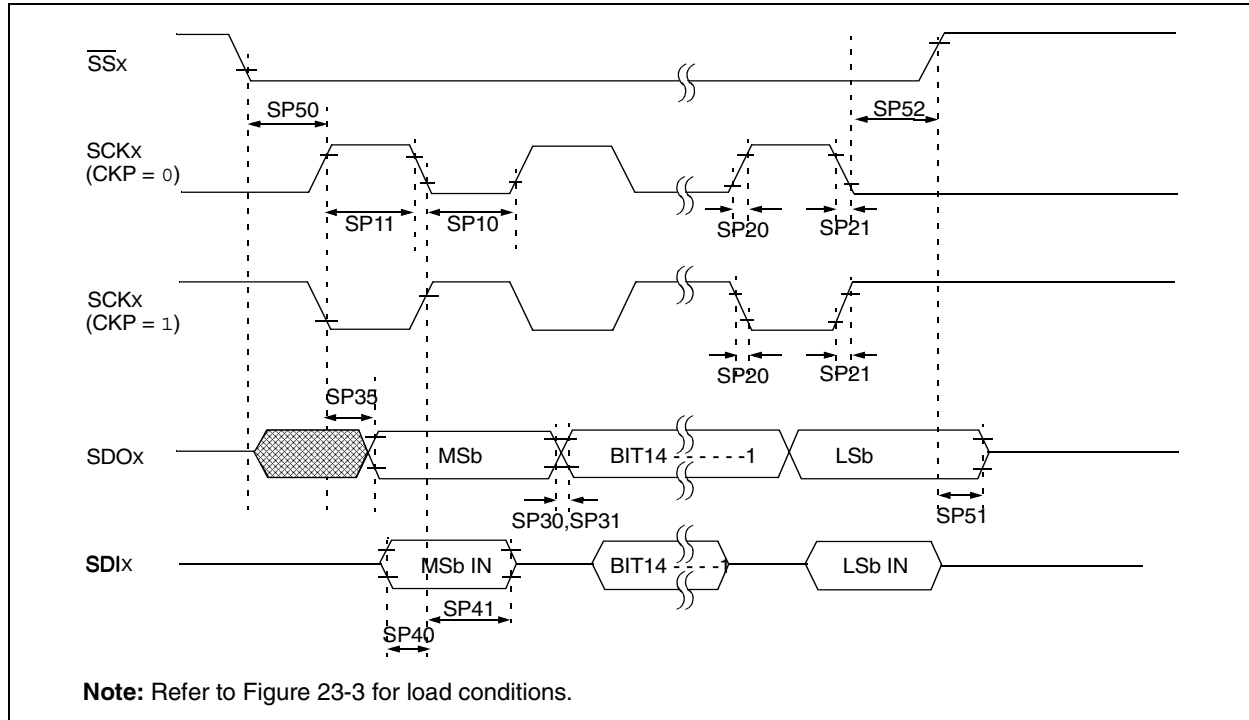 SSx
SP50
SP52
SCKx
(CKP = 0)
SP11
SP10
SP20
SP21
SCKx
(CKP = 1)
SP20
SP21
SP35
SDOx
MSb
BIT14 - - - - - -1
LSb
SP30,SP31
SP51
SDIx
MSb IN
BIT14 - - - - -1
LSb IN
SP41
SP40
Note: Refer to Figure 23-3 for load conditions.